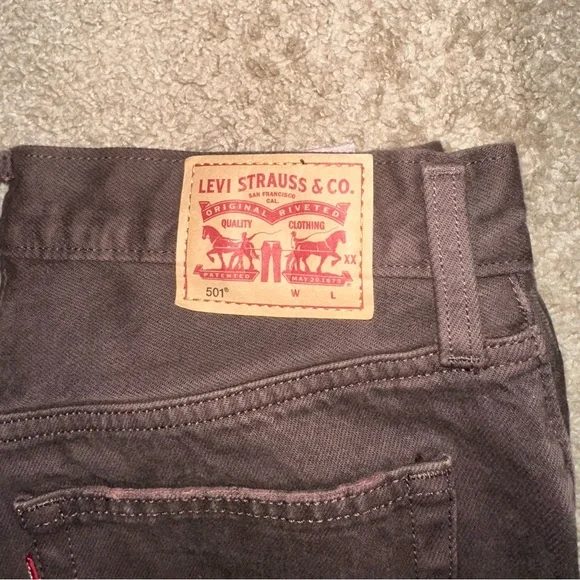 LEVI STRAUSS & CO.
SAN FRANCISCO
CAL.
ORIGINAL RIVETED
QUALITY CLOTHING
XX
PATENTED MAY 20 1873
501® W L